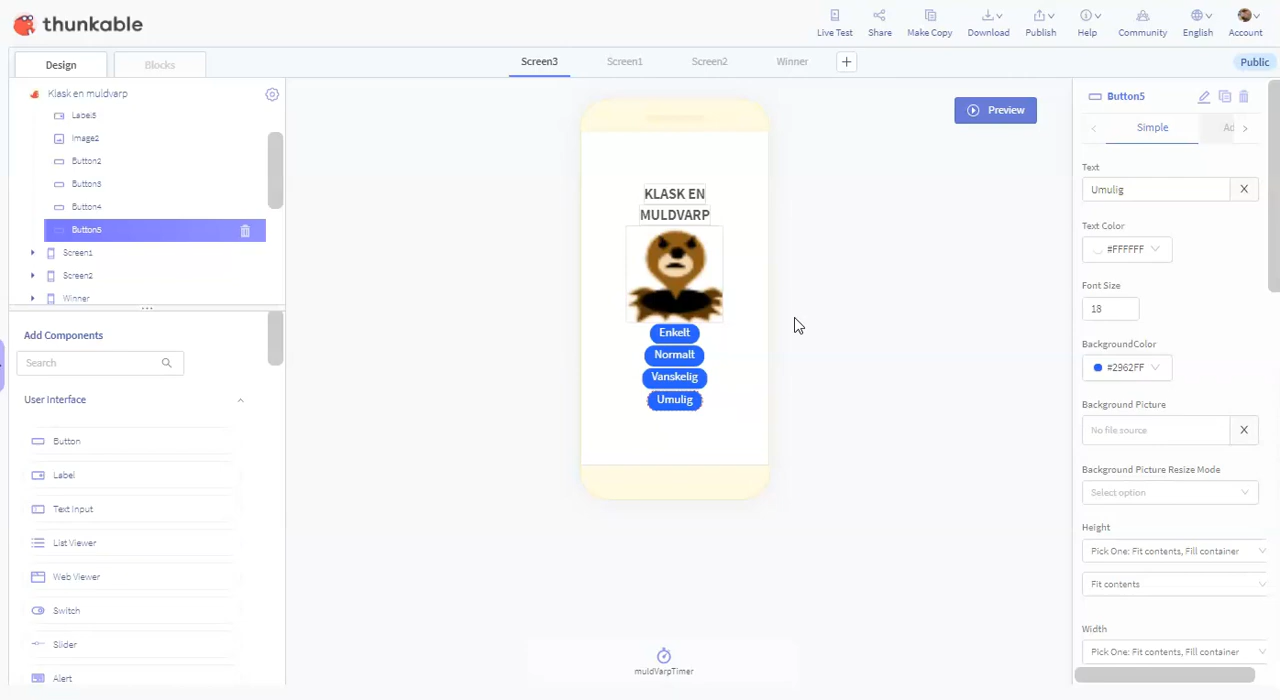 thunkable
Live Test
Share
Make Copy
Download
Publish
Help
Community
English
Account
Design
Blocks
Screen3
Screen1
Screen2
Winner
+
Public
Klask en muldvarp
Label5
Image2
Button2
Button3
Button4
Button5
Screen1
Screen2
Winner
Add Components
Search
User Interface
Button
Label
Text Input
List Viewer
Web Viewer
Switch
Slider
Alert
Preview
KLASK EN
MULDVARP
Enkelt
Normalt
Vanskelig
Umulig
muldVarpTimer
Button5
Simple
Ad
Text
Umulig
X
Text Color
#FFFFFF
Font Size
18
BackgroundColor
#2962FF
Background Picture
No file source
X
Background Picture Resize Mode
Select option
Height
Pick One: Fit contents, Fill container
Fit contents
Width
Pick One: Fit contents, Fill container